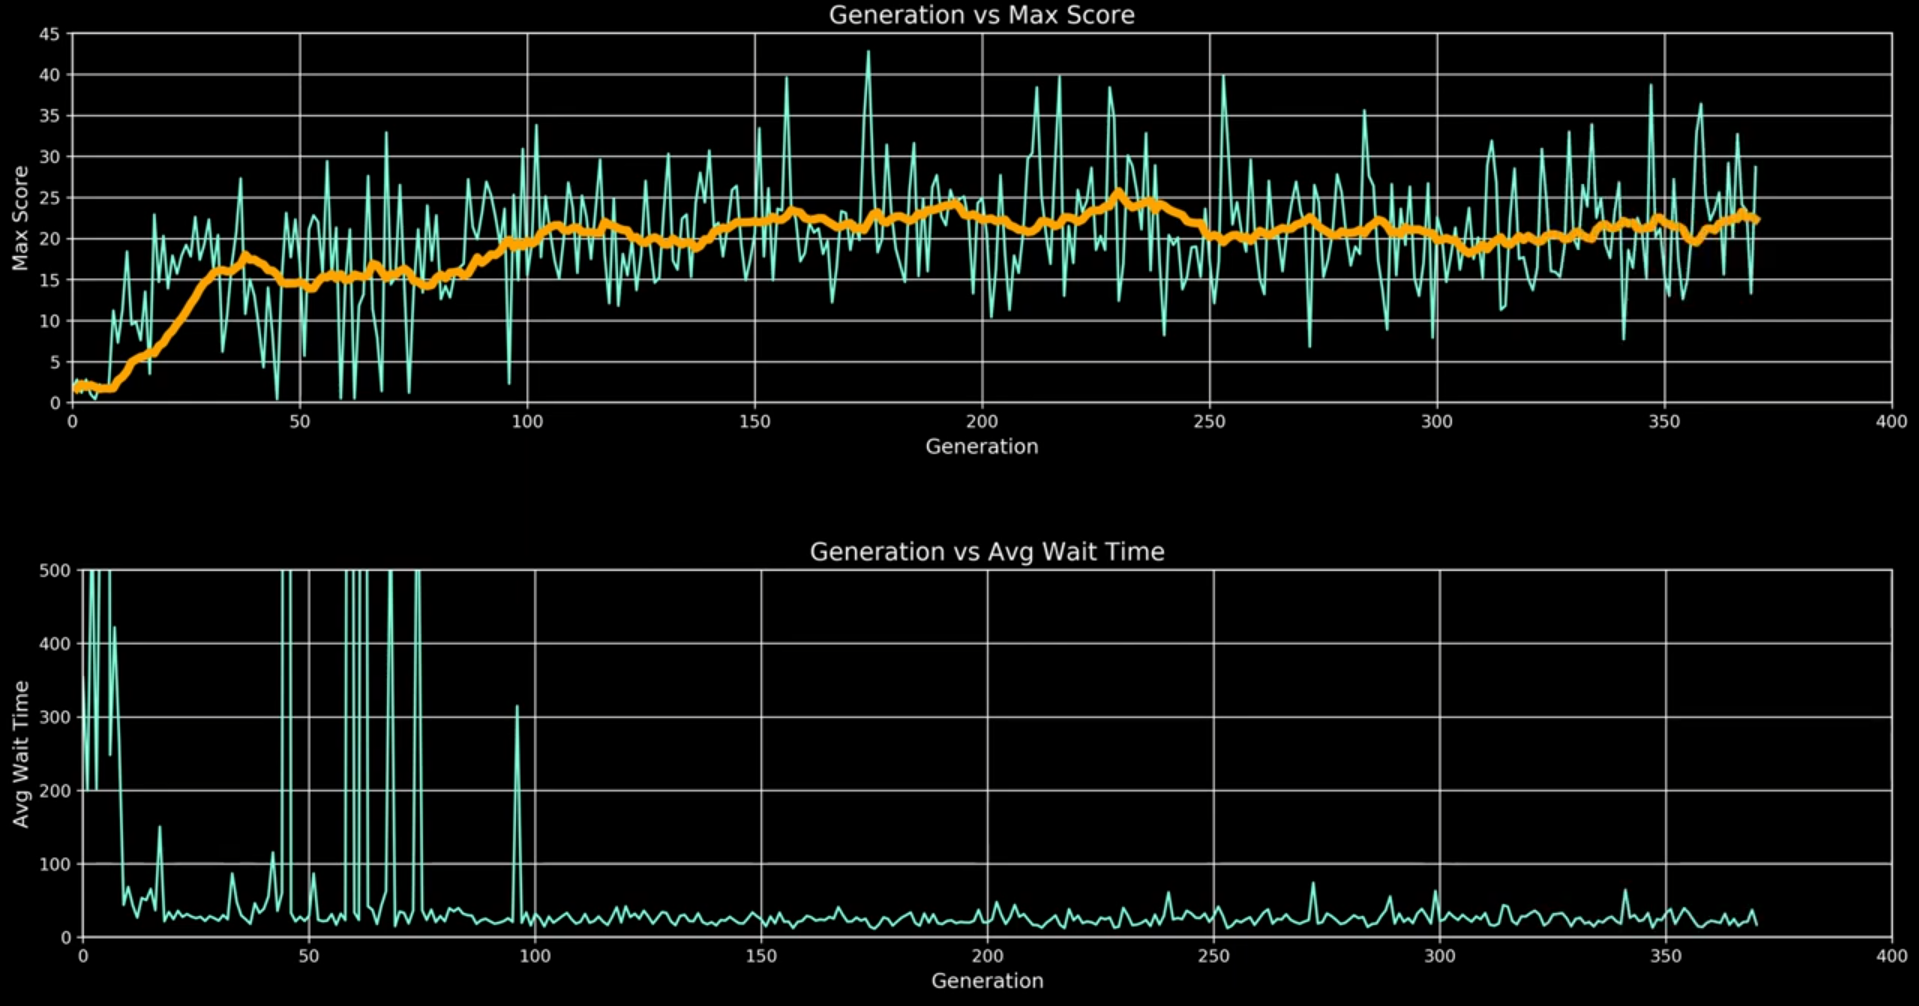 Generation vs Max Score
45
40
35
30
25
20
15
10
5
0
Max Score
0 50 100 150 200 250 300 350 400
Generation
Generation vs Avg Wait Time
500
400
300
200
100
0
Avg Wait Time
0 50 100 150 200 250 300 350 400
Generation